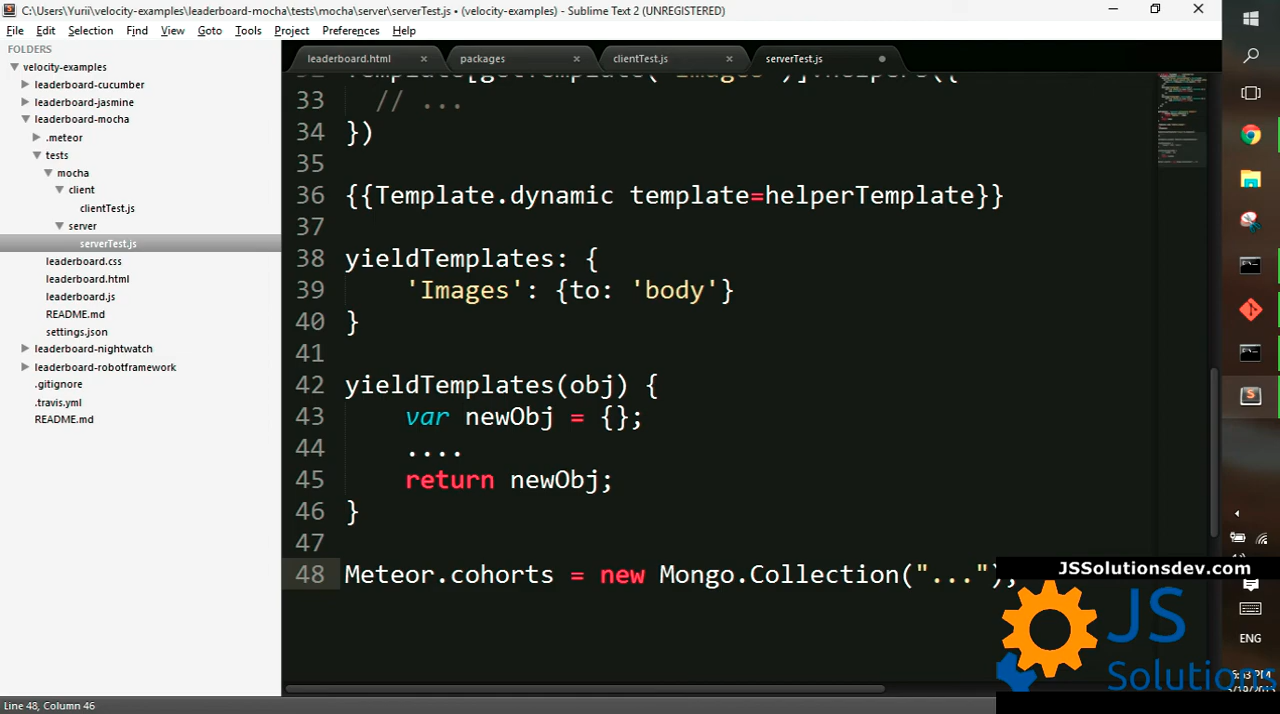 C:\Users\Yurii\velocity-examples\leaderboard-mocha\tests\mocha\server\serverTest.js • (velocity-examples) - Sublime Text 2 (UNREGISTERED)
File Edit Selection Find View Goto Tools Project Preferences Help
FOLDERS
velocity-examples
leaderboard-cucumber
leaderboard-jasmine
leaderboard-mocha
.meteor
tests
mocha
client
clientTest.js
server
serverTest.js
leaderboard.css
leaderboard.html
leaderboard.js
README.md
settings.json
leaderboard-nightwatch
leaderboard-robotframework
.gitignore
.travis.yml
README.md
leaderboard.html packages clientTest.js serverTest.js
32 Template[getTemplate('Images')].helpers({
33 // ...
34 })
35
36 {{Template.dynamic template=helperTemplate}}
37
38 yieldTemplates: {
39 'Images': {to: 'body'}
40 }
41
42 yieldTemplates(obj) {
43 var newObj = {};
44 ....
45 return newObj;
46 }
47
48 Meteor.cohorts = new Mongo.Collection("...");
JSSolutionsdev.com
JS
Solutions
ENG
Line 48, Column 46